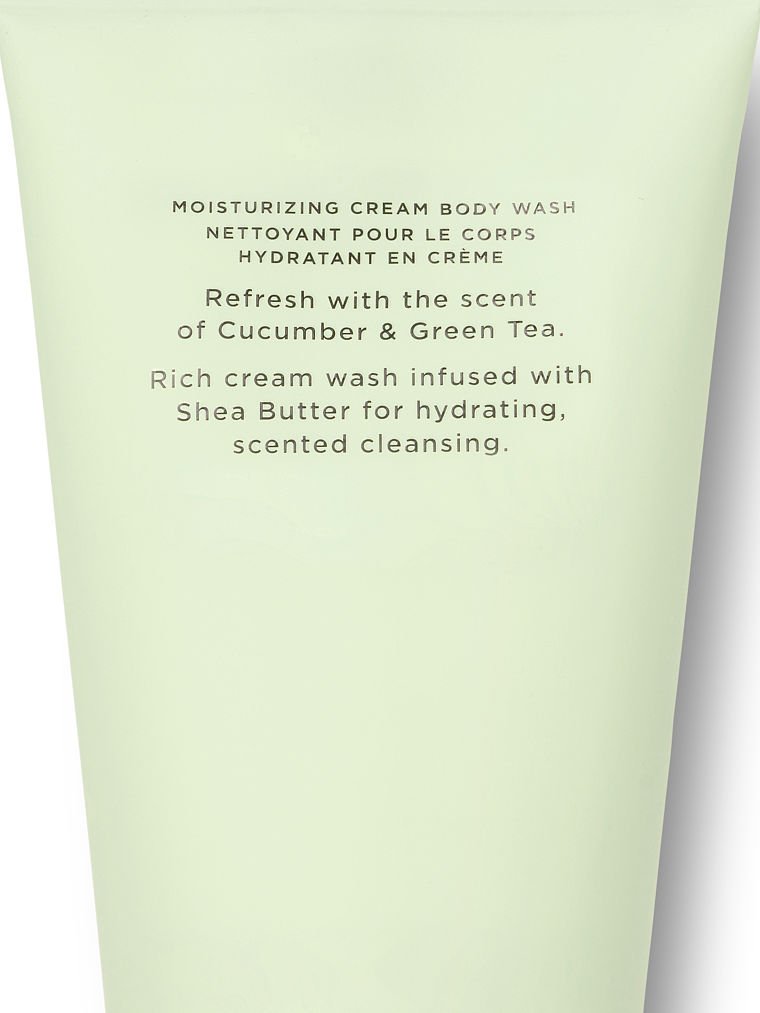 MOISTURIZING CREAM BODY WASH
NETTOYANT POUR LE CORPS
HYDRATANT EN CRÈME
Refresh with the scent
of Cucumber & Green Tea.
Rich cream wash infused with
Shea Butter for hydrating,
scented cleansing.